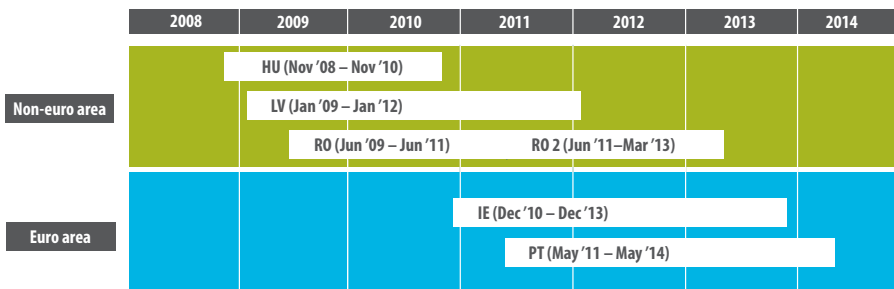 2008 2009 2010 2011 2012 2013 2014
Non-euro area
HU (Nov ’08 – Nov ’10)
LV (Jan ’09 – Jan ’12)
RO (Jun ’09 – Jun ’11) RO 2 (Jun ’11–Mar ’13)
Euro area
IE (Dec ’10 – Dec ’13)
PT (May ’11 – May ’14)